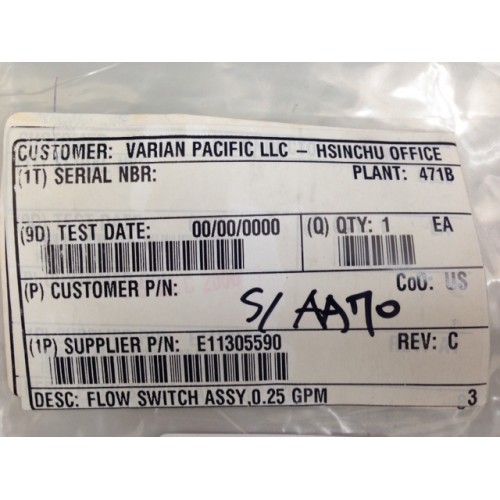 CUSTOMER: VARIAN PACIFIC LLC – HSINCHU OFFICE
(1T) SERIAL NBR: PLANT: 471B
(9D) TEST DATE: 00/00/0000 (Q) QTY: 1 EA
(P) CUSTOMER P/N: CoO: US
S/ AA70
(1P) SUPPLIER P/N: E11305590 REV: C
DESC: FLOW SWITCH ASSY,0.25 GPM 3